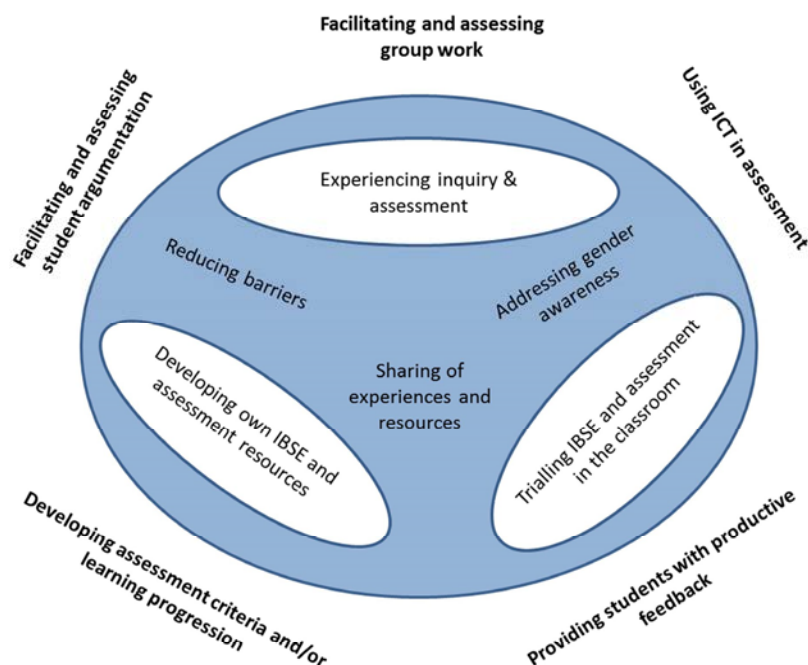 Facilitating and assessing
group work
Facilitating and assessing
student argumentation
Using ICT in assessment
Experiencing inquiry &
assessment
Reducing barriers
Addressing gender
awareness
Sharing of
experiences and
resources
Developing own IBSE and
assessment resources
Trialling IBSE and assessment
in the classroom
Developing assessment criteria and/or
learning progression
Providing students with productive
feedback